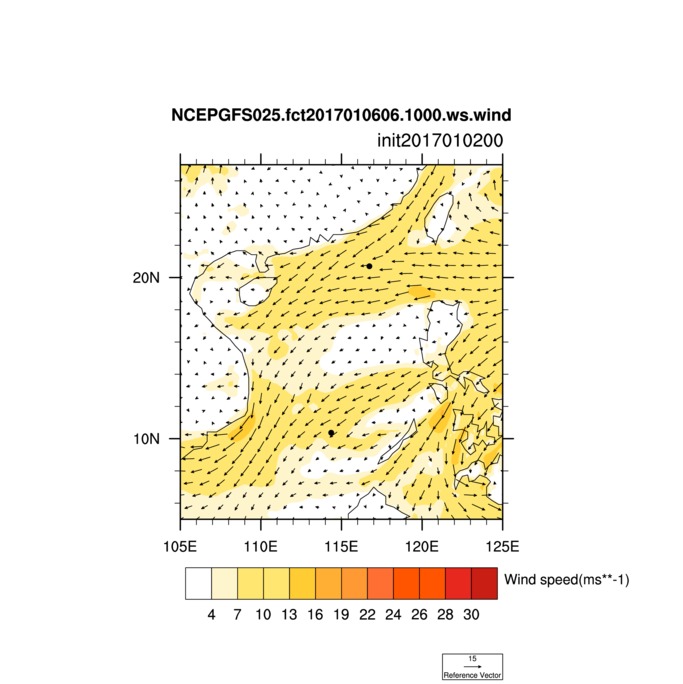 NCEPGFS025.fct2017010606.1000.ws.wind
init2017010200
20N
10N
105E 110E 115E 120E 125E
Wind speed(ms**-1)
4 7 10 13 16 19 22 24 26 28 30
15
Reference Vector